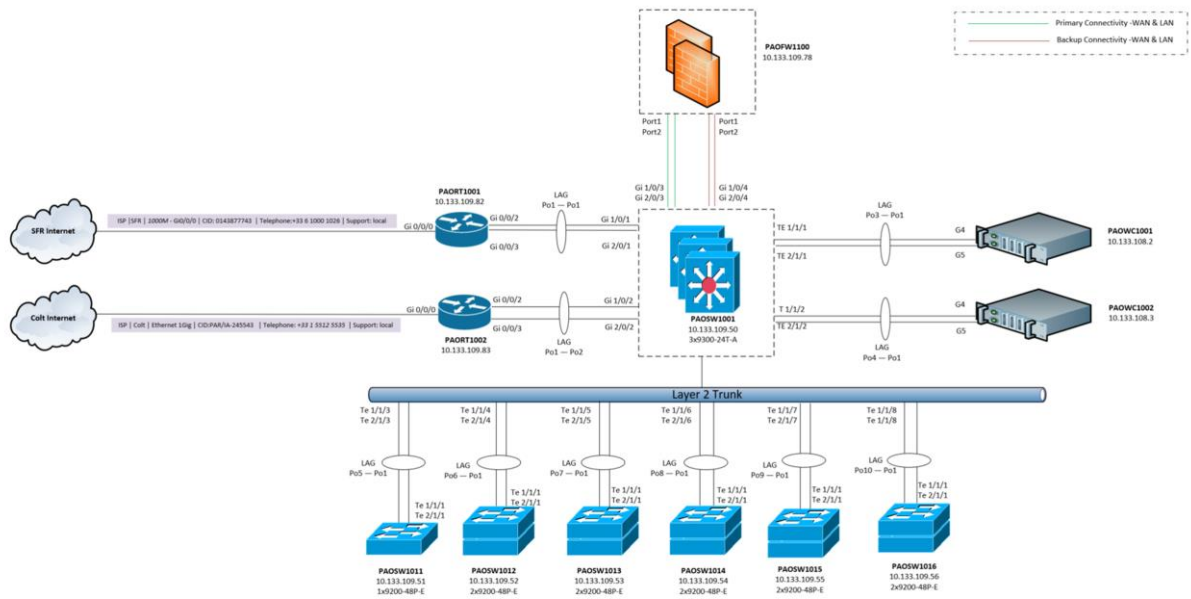 Primary Connectivity -WAN & LAN
Backup Connectivity -WAN & LAN
PAOFW1100
10.133.109.78
Port1
Port2
Port1
Port2
Gi 1/0/3
Gi 2/0/3
Gi 1/0/4
Gi 2/0/4
SFR Internet
ISP |SFR | 1000M - Gi0/0/0 | CID: 0143877743 | Telephone:+33 6 1000 1026 | Support: local
Gi 0/0/0
PAORT1001
10.133.109.82
Gi 0/0/2
Gi 0/0/3
LAG
Po1 — Po1
Gi 1/0/1
Gi 2/0/1
TE 1/1/1
TE 2/1/1
LAG
Po3 — Po1
G4
G5
PAOWC1001
10.133.108.2
Colt Internet
ISP | Colt | Ethernet 1Gig | CID:PAR/IA-245543 | Telephone: +33 1 5512 5535 | Support: local
Gi 0/0/0
PAORT1002
10.133.109.83
Gi 0/0/2
Gi 0/0/3
LAG
Po1 — Po2
Gi 1/0/2
Gi 2/0/2
PAOSW1001
10.133.109.50
3x9300-24T-A
T 1/1/2
TE 2/1/2
LAG
Po4 — Po1
G4
G5
PAOWC1002
10.133.108.3
Layer 2 Trunk
Te 1/1/3
Te 2/1/3
Te 1/1/4
Te 2/1/4
Te 1/1/5
Te 2/1/5
Te 1/1/6
Te 2/1/6
Te 1/1/7
Te 2/1/7
Te 1/1/8
Te 1/1/8
LAG
Po5 — Po1
LAG
Po6 — Po1
LAG
Po7 — Po1
LAG
Po8 — Po1
LAG
Po9 — Po1
LAG
Po10 — Po1
Te 1/1/1
Te 2/1/1
Te 1/1/1
Te 2/1/1
Te 1/1/1
Te 2/1/1
Te 1/1/1
Te 2/1/1
Te 1/1/1
Te 2/1/1
Te 1/1/1
Te 2/1/1
PAOSW1011
10.133.109.51
1x9200-48P-E
PAOSW1012
10.133.109.52
2x9200-48P-E
PAOSW1013
10.133.109.53
2x9200-48P-E
PAOSW1014
10.133.109.54
2x9200-48P-E
PAOSW1015
10.133.109.55
2x9200-48P-E
PAOSW1016
10.133.109.56
2x9200-48P-E